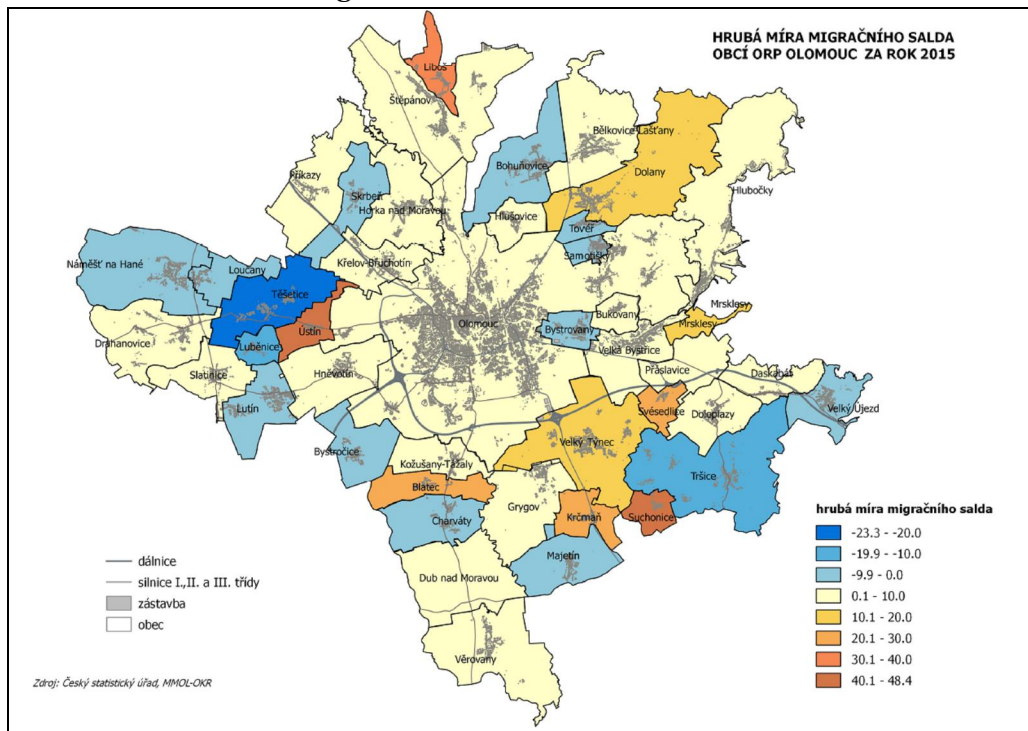 HRUBÁ MÍRA MIGRAČNÍHO SALDA
OBCÍ ORP OLOMOUC ZA ROK 2015
Liboš
Štěpánov
Bělkovice-Lašťany
Bohuňovice
Dolany
Příkazy
Skrbeň
Hlubočky
Horka nad Moravou
Hlušovice
Tovéř
Samotišky
Křelov-Břuchotín
Náměšť na Hané
Loučany
Těšetice
Mrsklesy
Bukovany
Mrsklesy
Olomouc
Bystrovany
Ústín
Drahanovice
Luběnice
Velká Bystřice
Přáslavice
Daskabát
Slatinice
Hněvotín
Lutín
Svésedlice
Doloplazy
Velký Újezd
Velký Týnec
Bystročice
Kožušany-Tážaly
Tršice
Blatec
Grygov
Krčmaň
Suchonice
Charváty
Majetín
Dub nad Moravou
Věrovany
hrubá míra migračního salda
-23.3 - -20.0
-19.9 - -10.0
-9.9 - 0.0
0.1 - 10.0
10.1 - 20.0
20.1 - 30.0
30.1 - 40.0
40.1 - 48.4
dálnice
silnice I.,II. a III. třídy
zástavba
obec
Zdroj: Český statistický úřad, MMOL-OKR